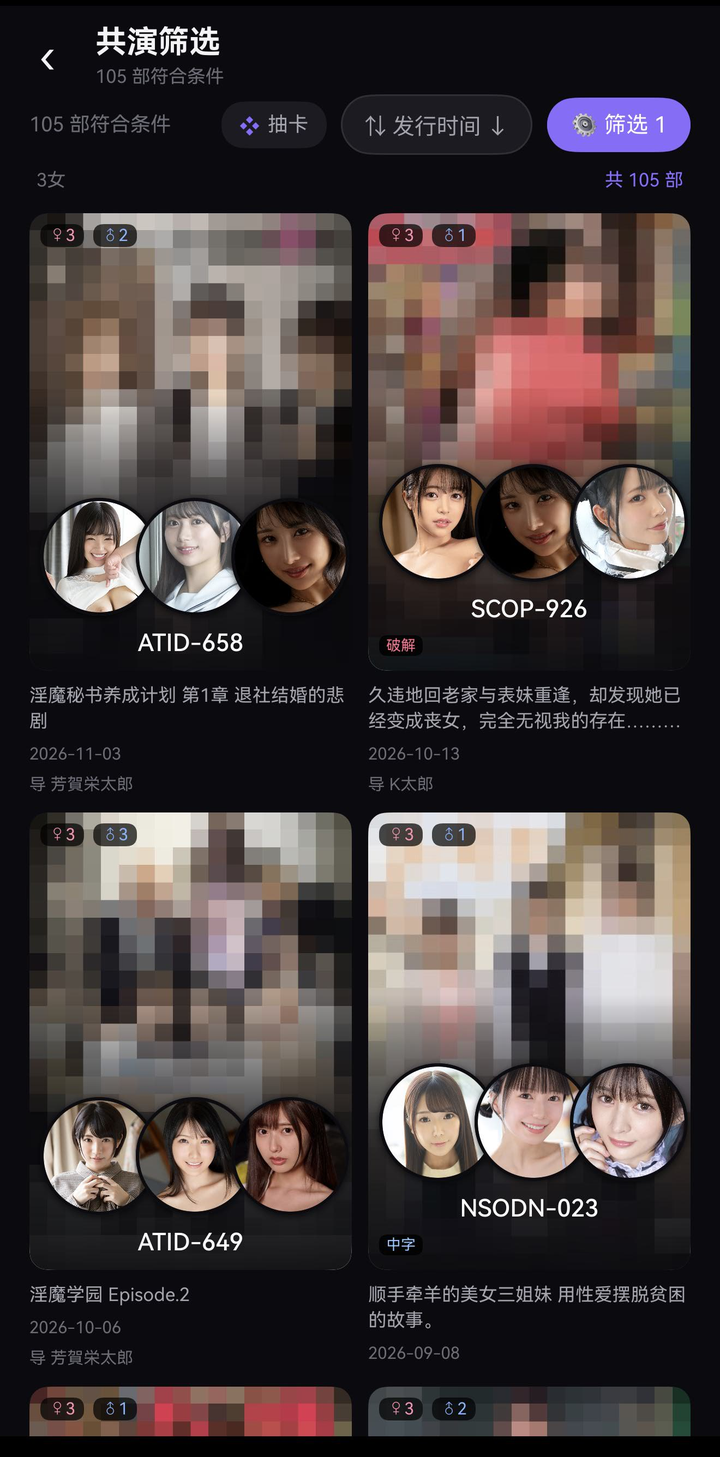 共演筛选
105 部符合条件
105 部符合条件
抽卡
发行时间 ↓
筛选 1
3女
共 105 部
♀3 ♂2
ATID-658
淫魔秘书养成计划 第1章 退社结婚的悲
剧
2026-11-03
导 芳賀栄太郎
♀3 ♂1
SCOP-926
破解
久违地回老家与表妹重逢，却发现她已
经变成丧女，完全无视我的存在………
2026-10-13
导 K太郎
♀3 ♂3
ATID-649
淫魔学园 Episode.2
2026-10-06
导 芳賀栄太郎
♀3 ♂1
NSODN-023
中字
顺手牵羊的美女三姐妹 用性爱摆脱贫困
的故事。
2026-09-08
♀3 ♂1
♀3 ♂2